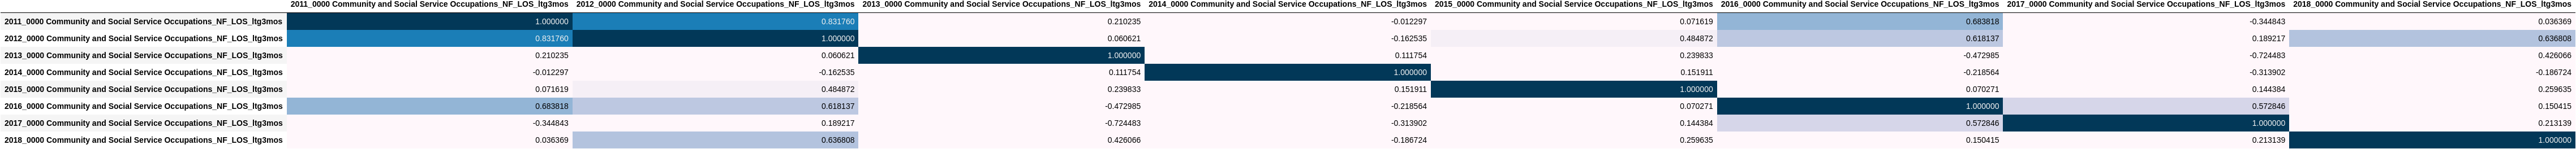 2011_0000 Community and Social Service Occupations_NF_LOS_ltg3mos 2012_0000 Community and Social Service Occupations_NF_LOS_ltg3mos 2013_0000 Community and Social Service Occupations_NF_LOS_ltg3mos 2014_0000 Community and Social Service Occupations_NF_LOS_ltg3mos 2015_0000 Community and Social Service Occupations_NF_LOS_ltg3mos 2016_0000 Community and Social Service Occupations_NF_LOS_ltg3mos 2017_0000 Community and Social Service Occupations_NF_LOS_ltg3mos 2018_0000 Community and Social Service Occupations_NF_LOS_ltg3mos
2011_0000 Community and Social Service Occupations_NF_LOS_ltg3mos 1.000000 0.831760 0.210235 -0.012297 0.071619 0.683818 -0.344843 0.036369
2012_0000 Community and Social Service Occupations_NF_LOS_ltg3mos 0.831760 1.000000 0.060621 -0.162535 0.484872 0.618137 0.189217 0.636808
2013_0000 Community and Social Service Occupations_NF_LOS_ltg3mos 0.210235 0.060621 1.000000 0.111754 0.239833 -0.472985 -0.724483 0.426066
2014_0000 Community and Social Service Occupations_NF_LOS_ltg3mos -0.012297 -0.162535 0.111754 1.000000 0.151911 -0.218564 -0.313902 -0.186724
2015_0000 Community and Social Service Occupations_NF_LOS_ltg3mos 0.071619 0.484872 0.239833 0.151911 1.000000 0.070271 0.144384 0.259635
2016_0000 Community and Social Service Occupations_NF_LOS_ltg3mos 0.683818 0.618137 -0.472985 -0.218564 0.070271 1.000000 0.572846 0.150415
2017_0000 Community and Social Service Occupations_NF_LOS_ltg3mos -0.344843 0.189217 -0.724483 -0.313902 0.144384 0.572846 1.000000 0.213139
2018_0000 Community and Social Service Occupations_NF_LOS_ltg3mos 0.036369 0.636808 0.426066 -0.186724 0.259635 0.150415 0.213139 1.000000